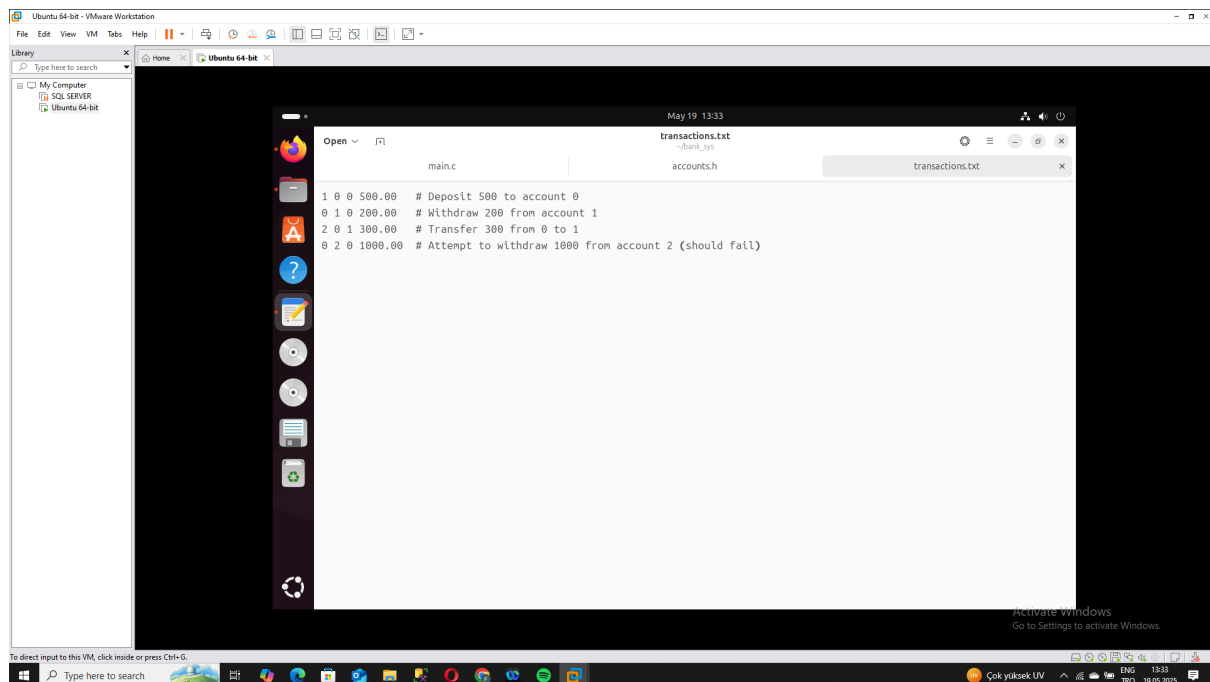 Ubuntu 64-bit - VMware Workstation
File Edit View VM Tabs Help
Library
Type here to search
Home
Ubuntu 64-bit
My Computer
SQL SERVER
Ubuntu 64-bit
May 19 13:33
Open
transactions.txt
~/bank_sys
main.c
accounts.h
transactions.txt
1 0 0 500.00 # Deposit 500 to account 0
0 1 0 200.00 # Withdraw 200 from account 1
2 0 1 300.00 # Transfer 300 from 0 to 1
0 2 0 1000.00 # Attempt to withdraw 1000 from account 2 (should fail)
Activate Windows
Go to Settings to activate Windows.
To direct input to this VM, click inside or press Ctrl+G.
Type here to search
Çok yüksek UV
ENG
TRQ
13:33
19.05.2025